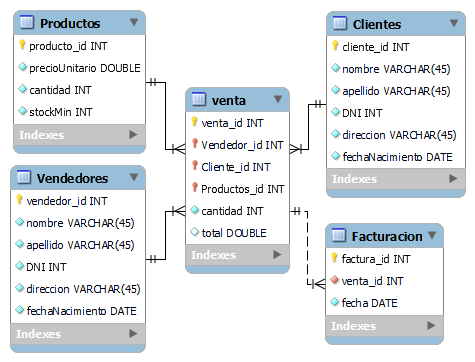 Productos
producto_id INT
precioUnitario DOUBLE
cantidad INT
stockMin INT
Indexes
Vendedores
vendedor_id INT
nombre VARCHAR(45)
apellido VARCHAR(45)
DNI INT
direccion VARCHAR(45)
fechaNacimiento DATE
Indexes
venta
venta_id INT
Vendedor_id INT
Cliente_id INT
Productos_id INT
cantidad INT
total DOUBLE
Indexes
Clientes
cliente_id INT
nombre VARCHAR(45)
apellido VARCHAR(45)
DNI INT
direccion VARCHAR(45)
fechaNacimiento DATE
Indexes
Facturacion
factura_id INT
venta_id INT
fecha DATE
Indexes